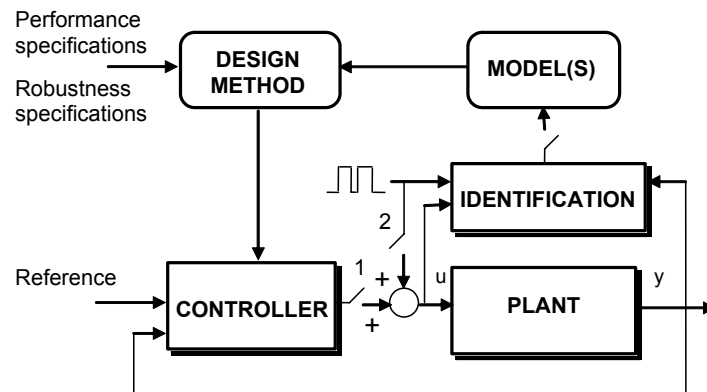 Performance
specifications
Robustness
specifications
DESIGN
METHOD
MODEL(S)
IDENTIFICATION
2
Reference
CONTROLLER
1
+
+
u
PLANT
y